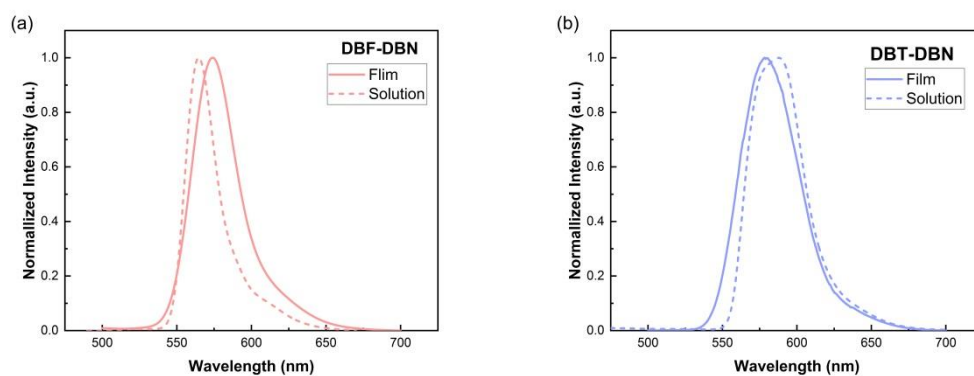 (a)
DBF-DBN
Flim
Solution
Normallized Intensity (a.u.)
1.0
0.8
0.6
0.4
0.2
0.0
500 550 600 650 700
Wavelength (nm)
(b)
DBT-DBN
Film
Solution
Normallized Intensity (a.u.)
1.0
0.8
0.6
0.4
0.2
0.0
500 550 600 650 700
Wavelength (nm)